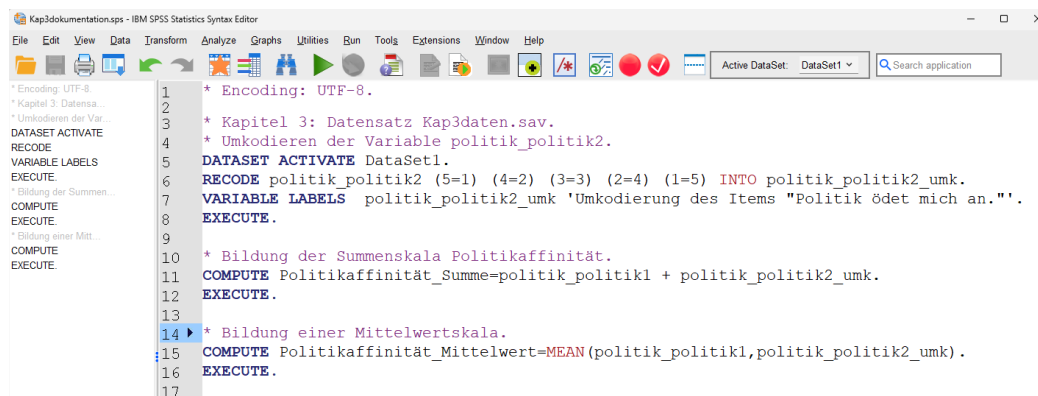 Kap3dokumentation.sps - IBM SPSS Statistics Syntax Editor
File Edit View Data Transform Analyze Graphs Utilities Run Tools Extensions Window Help
Active DataSet: DataSet1 Search application
* Encoding: UTF-8.
* Kapitel 3: Datensa...
* Umkodieren der Var...
DATASET ACTIVATE
RECODE
VARIABLE LABELS
EXECUTE.
* Bildung der Summen...
COMPUTE
EXECUTE.
* Bildung einer Mitt...
COMPUTE
EXECUTE.
1 * Encoding: UTF-8.
2
3 * Kapitel 3: Datensatz Kap3daten.sav.
4 * Umkodieren der Variable politik_politik2.
5 DATASET ACTIVATE DataSet1.
6 RECODE politik_politik2 (5=1) (4=2) (3=3) (2=4) (1=5) INTO politik_politik2_umk.
7 VARIABLE LABELS politik_politik2_umk 'Umkodierung des Items "Politik ödet mich an."'.
8 EXECUTE.
9
10 * Bildung der Summenskala Politikaffinität.
11 COMPUTE Politikaffinität_Summe=politik_politik1 + politik_politik2_umk.
12 EXECUTE.
13
14 * Bildung einer Mittelwertskala.
15 COMPUTE Politikaffinität_Mittelwert=MEAN(politik_politik1,politik_politik2_umk).
16 EXECUTE.
17